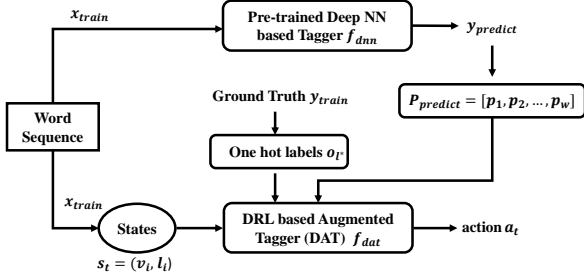 x_train
Pre-trained Deep NN
based Tagger f_dnn
y_predict
Ground Truth y_train
P_predict = [p_1, p_2, ..., p_w]
Word
Sequence
One hot labels o_l*
x_train
States
DRL based Augmented
Tagger (DAT) f_dat
action a_t
s_t = (v_i, l_i)